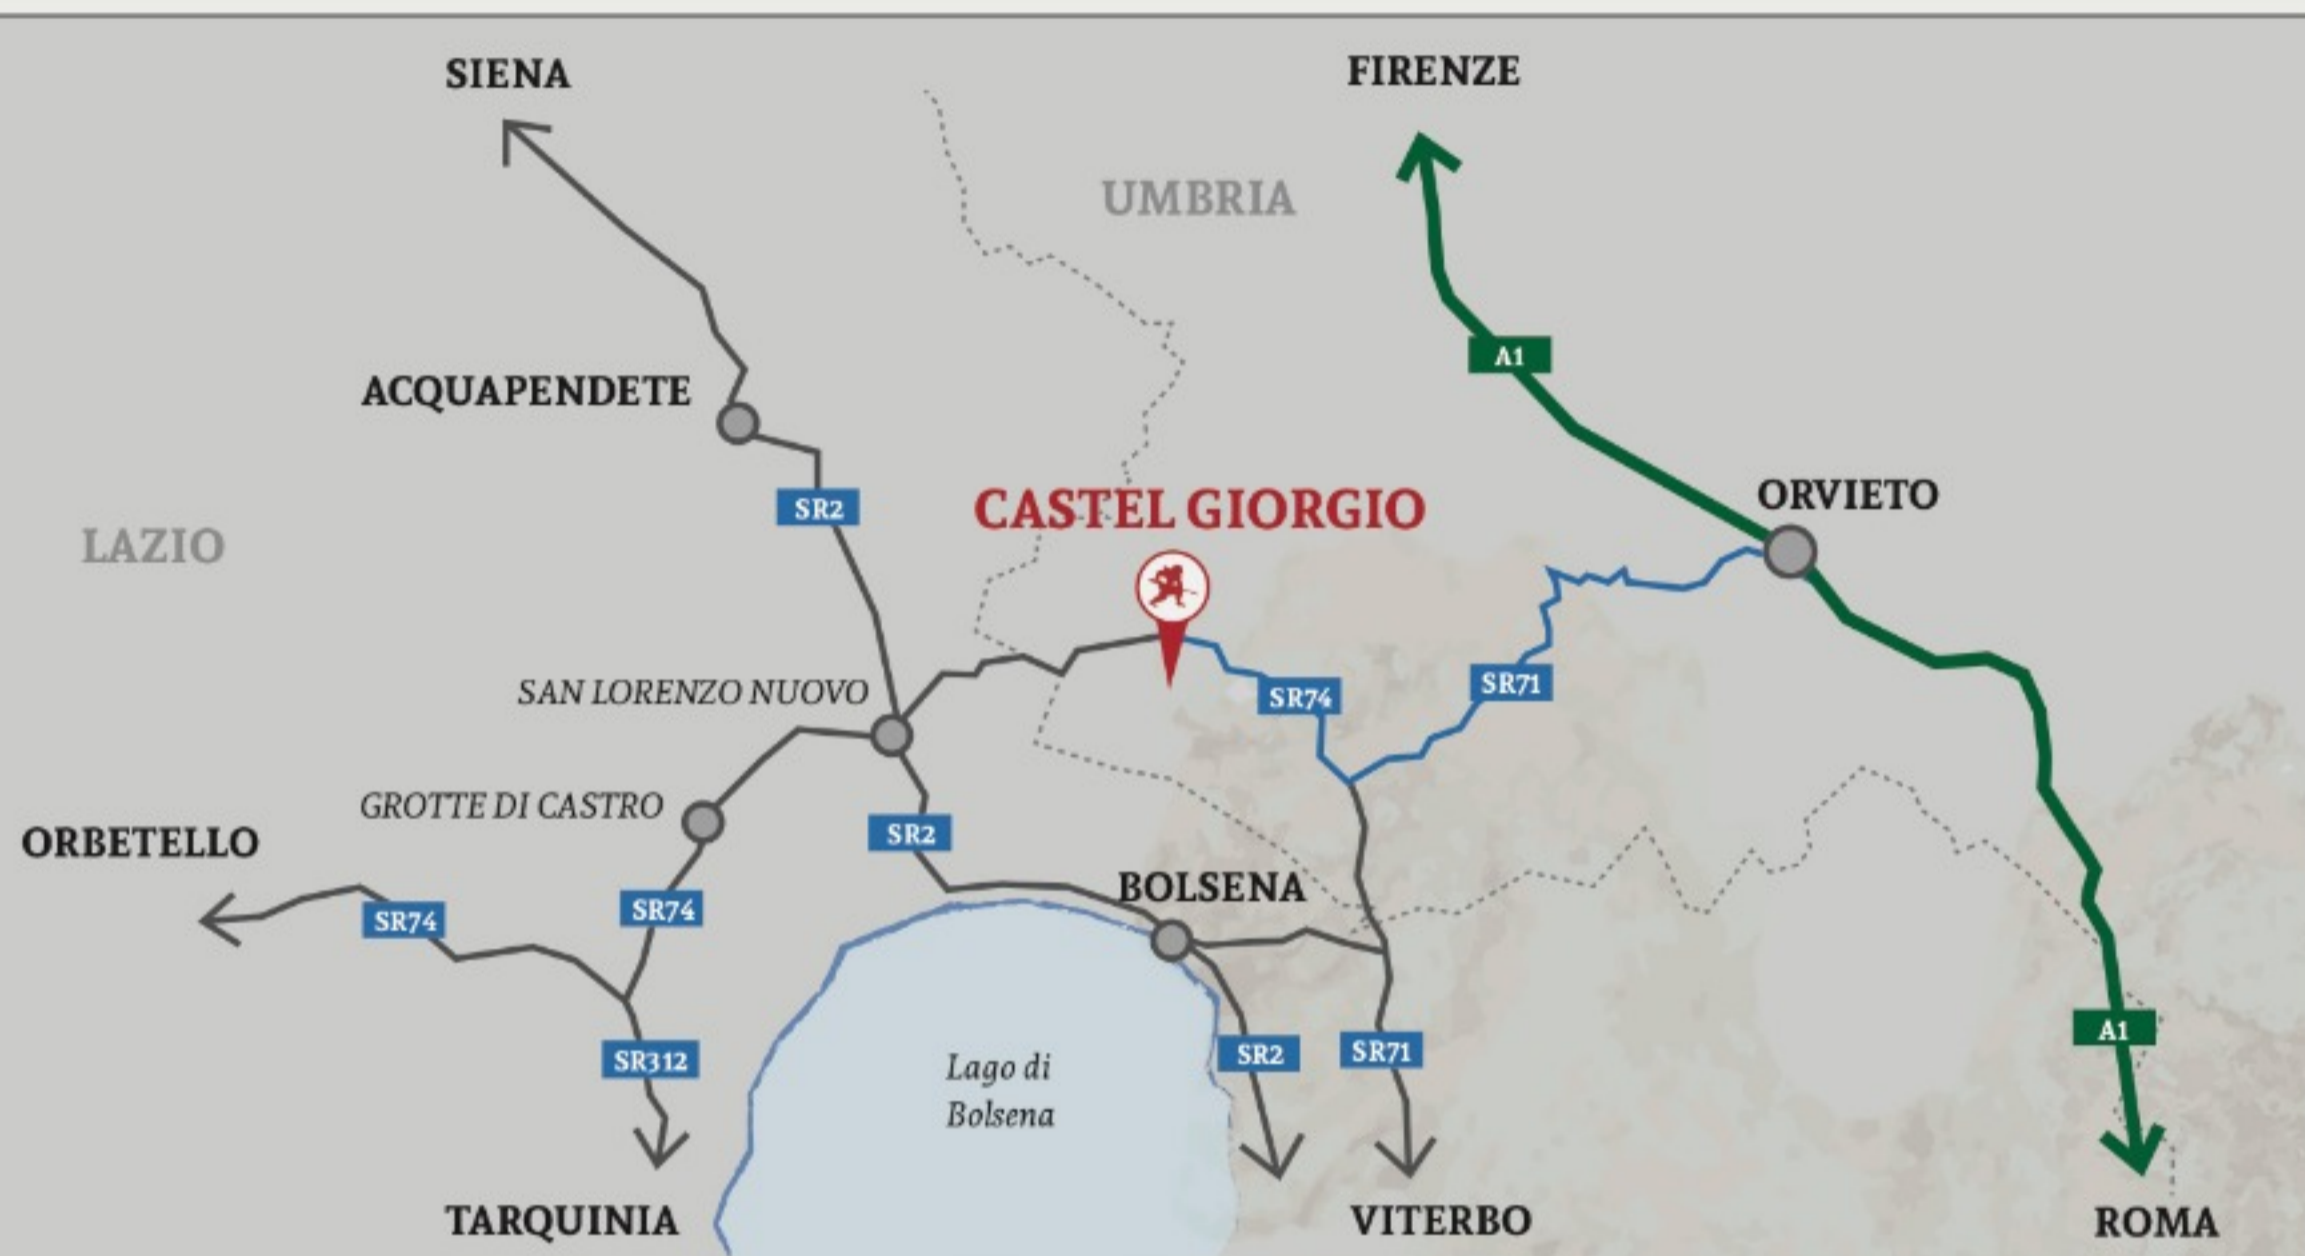 SIENA
FIRENZE
UMBRIA
A1
ACQUAPENDETE
ORVIETO
SR2
CASTEL GIORGIO
LAZIO
SAN LORENZO NUOVO
SR74
SR71
GROTTE DI CASTRO
SR2
ORBETELLO
BOLSENA
SR74
SR74
A1
SR312
Lago di
Bolsena
SR2
SR71
TARQUINIA
VITERBO
ROMA